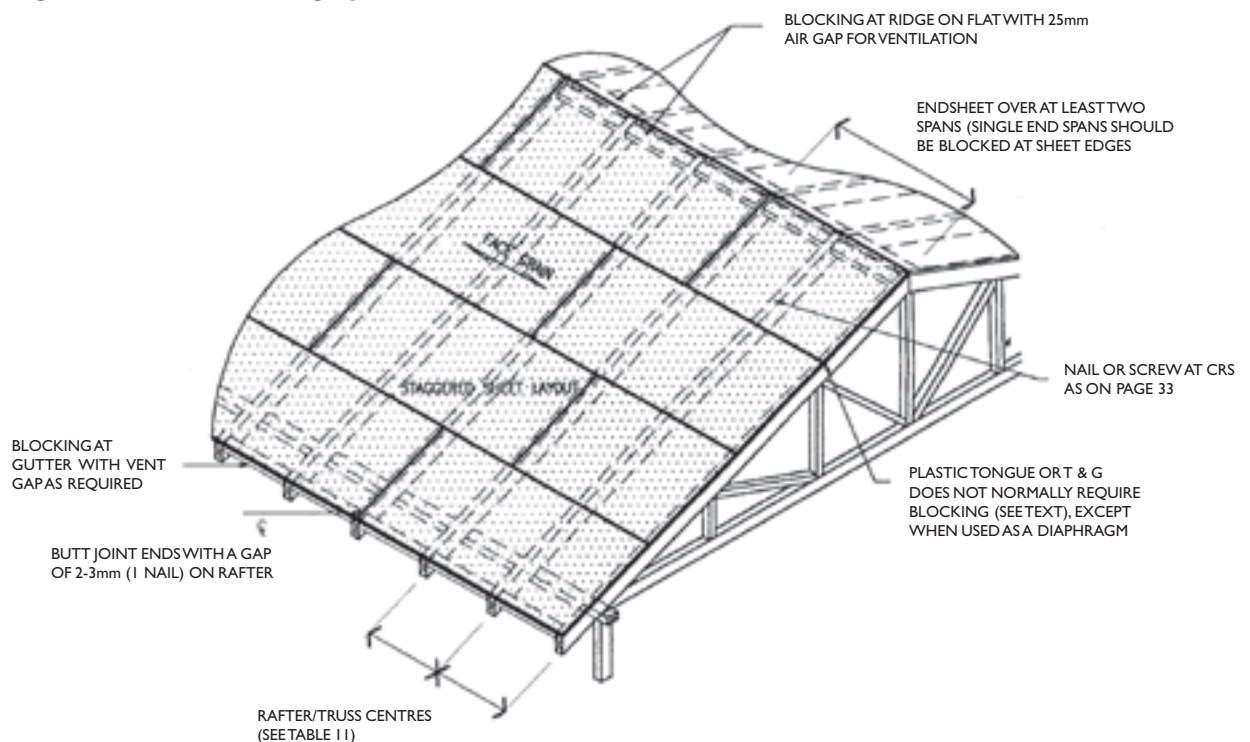 BLOCKING AT RIDGE ON FLAT WITH 25mm
AIR GAP FOR VENTILATION
ENDSHEET OVER AT LEAST TWO
SPANS (SINGLE END SPANS SHOULD
BE BLOCKED AT SHEET EDGES
FACE GRAIN
STAGGERED SHEET LAYOUT
NAIL OR SCREW AT CRS
AS ON PAGE 33
BLOCKING AT
GUTTER WITH VENT
GAP AS REQUIRED
PLASTIC TONGUE OR T & G
DOES NOT NORMALLY REQUIRE
BLOCKING (SEE TEXT), EXCEPT
WHEN USED AS A DIAPHRAGM
BUTT JOINT ENDS WITH A GAP
OF 2-3mm (1 NAIL) ON RAFTER
RAFTER/TRUSS CENTRES
(SEE TABLE 11)